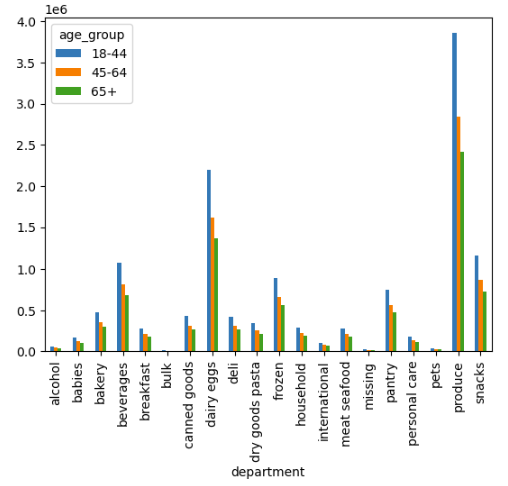 1e6
4.0
3.5
3.0
2.5
2.0
1.5
1.0
0.5
0.0
age_group
18-44
45-64
65+
alcohol
babies
bakery
beverages
breakfast
bulk
canned goods
dairy eggs
deli
dry goods pasta
frozen
household
international
meat seafood
missing
pantry
personal care
pets
produce
snacks
department